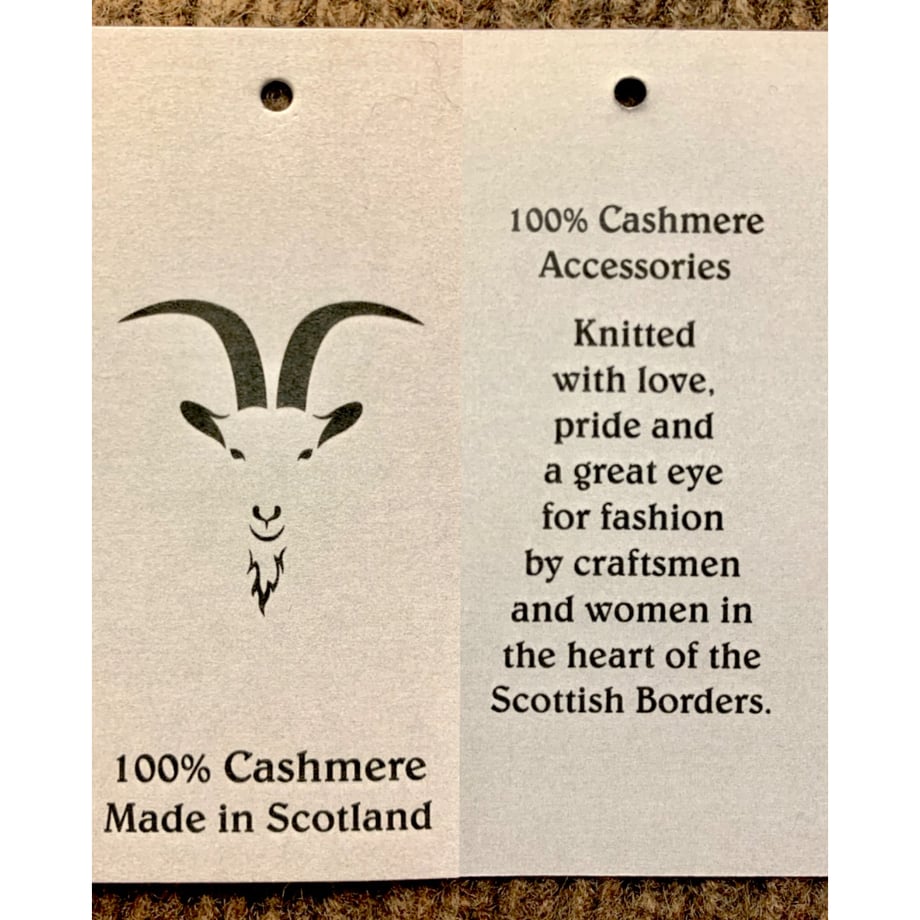 100% Cashmere
Made in Scotland
100% Cashmere
Accessories
Knitted
with love,
pride and
a great eye
for fashion
by craftsmen
and women in
the heart of the
Scottish Borders.